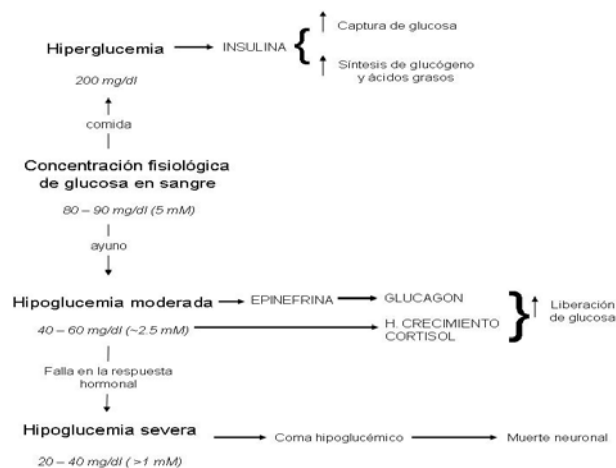 Hiperglucemia
INSULINA
Captura de glucosa
Síntesis de glucógeno
y ácidos grasos
200 mg/dl
comida
Concentración fisiológica
de glucosa en sangre
80 – 90 mg/dl (5 mM)
ayuno
Hipoglucemia moderada
EPINEFRINA
GLUCAGON
40 – 60 mg/dl (~2.5 mM)
H. CRECIMIENTO
CORTISOL
Liberación
de glucosa
Falla en la respuesta
hormonal
Hipoglucemia severa
Coma hipoglucémico
Muerte neuronal
20 – 40 mg/dl ( >1 mM)